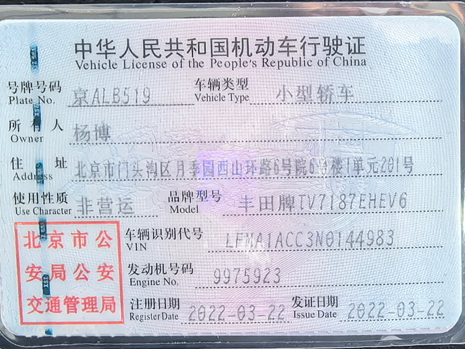 中华人民共和国机动车行驶证
Vehicle License of the People's Republic of China
号牌号码 京ALB519 车辆类型 小型轿车
Plate No. Vehicle Type
所有人 杨博
Owner
住址 北京市门头沟区月季园西山环路6号院6号楼1单元201号
Address
使用性质 非营运 品牌型号 丰田牌TV7187EHEV6
Use Character Model
北京市公安局公安交通管理局
车辆识别代号 LFMA1ACC3N0144983
VIN
发动机号码 9975923
Engine No.
注册日期 2022-03-22 发证日期 2022-03-22
Register Date Issue Date